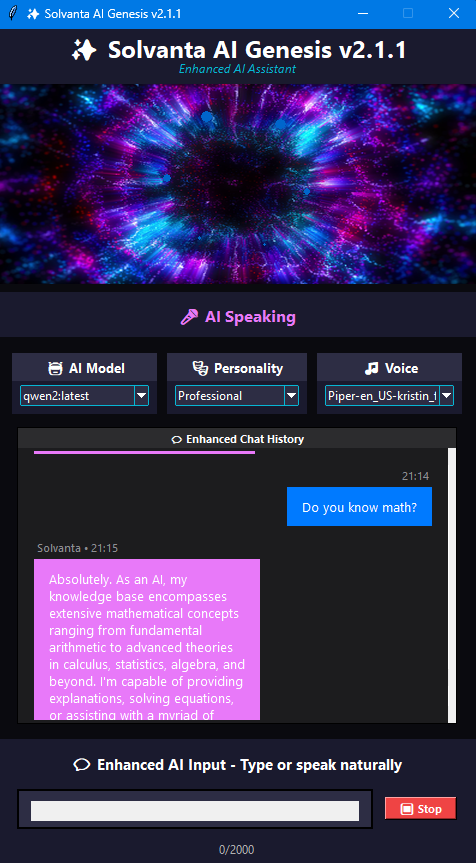 Solvanta AI Genesis v2.1.1
Solvanta AI Genesis v2.1.1
Enhanced AI Assistant
AI Speaking
AI Model
Personality
Voice
qwen2:latest
Professional
Piper-en_US-kristin_
Enhanced Chat History
21:14
Do you know math?
Solvanta • 21:15
Absolutely. As an AI, my
knowledge base encompasses
extensive mathematical concepts
ranging from fundamental
arithmetic to advanced theories
in calculus, statistics, algebra, and
beyond. I'm capable of providing
explanations, solving equations,
or assisting with a myriad of
Enhanced AI Input - Type or speak naturally
Stop
0/2000